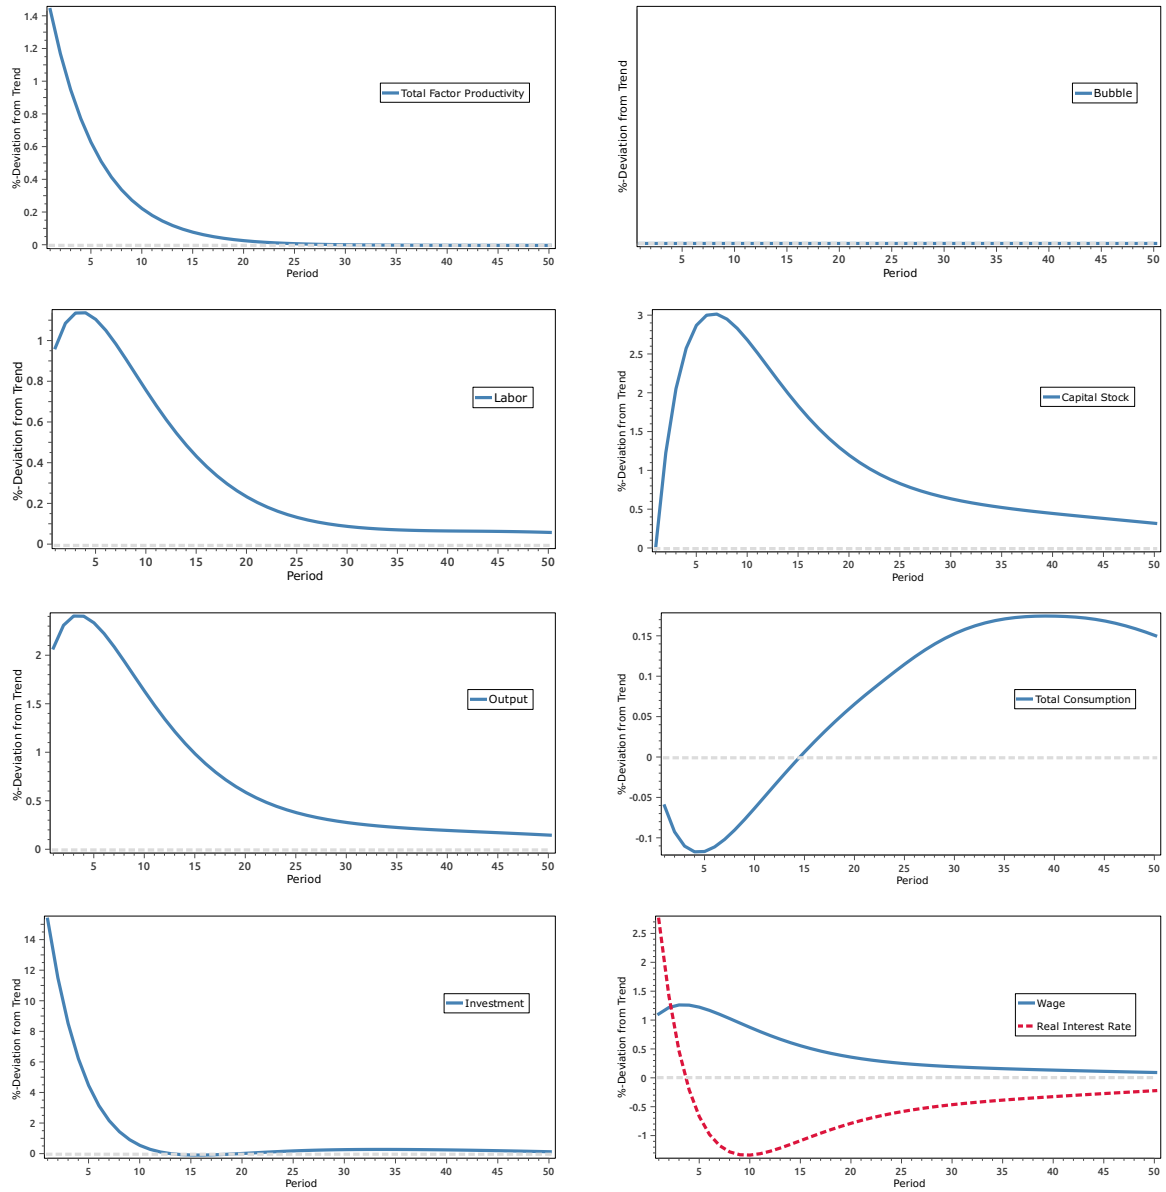 %-Deviation from Trend
1.4
1.2
1
0.8
0.6
0.4
0.2
0
Total Factor Productivity
5 10 15 20 25 30 35 40 45 50
Period
%-Deviation from Trend
Bubble
5 10 15 20 25 30 35 40 45 50
Period
%-Deviation from Trend
1
0.8
0.6
0.4
0.2
0
Labor
5 10 15 20 25 30 35 40 45 50
Period
%-Deviation from Trend
3
2.5
2
1.5
1
0.5
0
Capital Stock
5 10 15 20 25 30 35 40 45 50
Period
%-Deviation from Trend
2
1.5
1
0.5
0
Output
5 10 15 20 25 30 35 40 45 50
Period
%-Deviation from Trend
0.15
0.1
0.05
0
-0.05
-0.1
Total Consumption
5 10 15 20 25 30 35 40 45 50
Period
%-Deviation from Trend
14
12
10
8
6
4
2
0
Investment
5 10 15 20 25 30 35 40 45 50
Period
%-Deviation from Trend
2.5
2
1.5
1
0.5
0
-0.5
-1
Wage
Real Interest Rate
5 10 15 20 25 30 35 40 45 50
Period